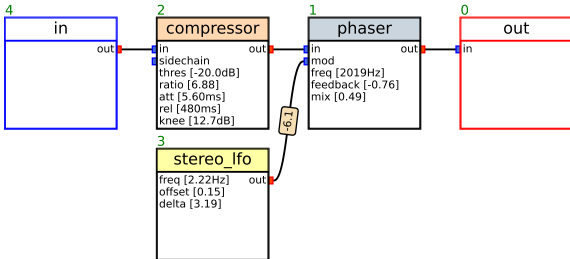 4
in
out
2
compressor
in
out
sidechain
thres [-20.0dB]
ratio [6.88]
att [5.60ms]
rel [480ms]
knee [12.7dB]
1
phaser
in
out
mod
freq [2019Hz]
feedback [-0.76]
mix [0.49]
0
out
in
-6.1
3
stereo_lfo
freq [2.22Hz]
out
offset [0.15]
delta [3.19]